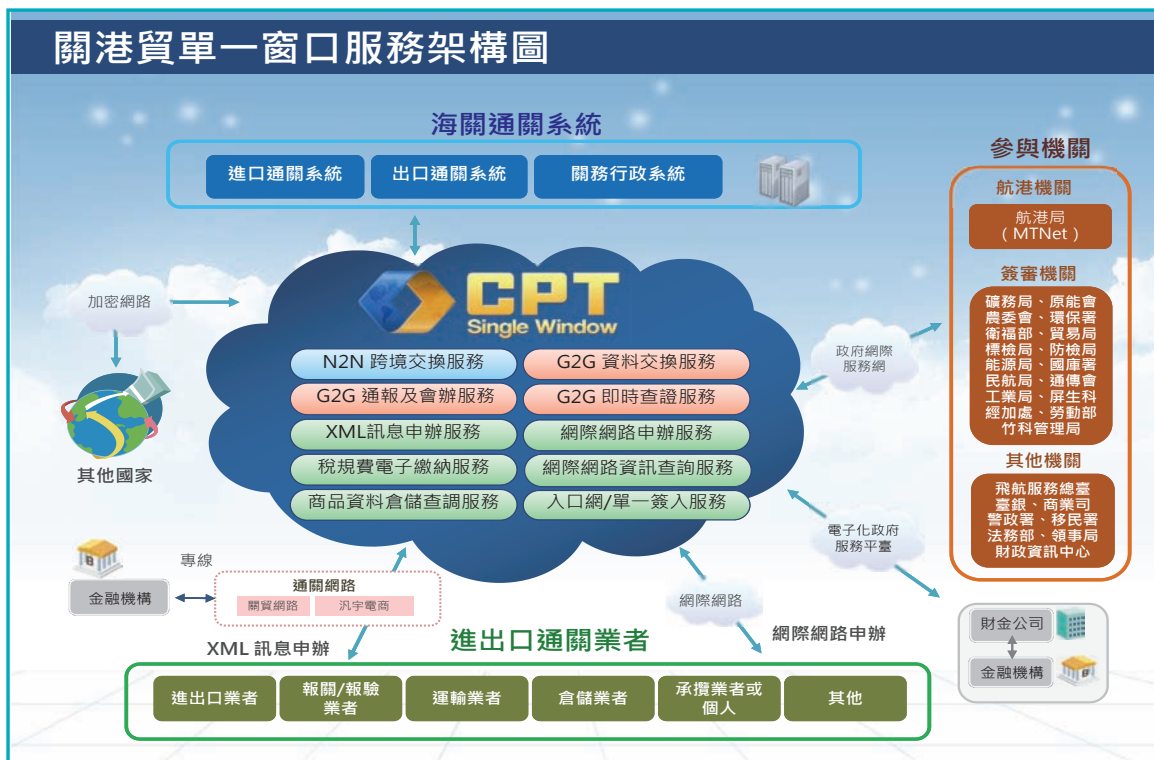 關港貿單一窗口服務架構圖
海關通關系統
進口通關系統
出口通關系統
關務行政系統
參與機關
航港機關
航港局
(MTNet)
簽審機關
礦務局、原能會
農委會、環保署
衛福部、貿易局
標檢局、防檢局
能源局、國庫署
民航局、通傳會
工業局、屏生科
經加處、勞動部
竹科管理局
其他機關
飛航服務總臺
臺銀、商業司
警政署、移民署
法務部、領事局
財政資訊中心
加密網路
其他國家
CPT
Single Window
N2N 跨境交換服務
G2G 資料交換服務
G2G 通報及會辦服務
G2G 即時查證服務
XML訊息申辦服務
網際網路申辦服務
稅規費電子繳納服務
網際網路資訊查詢服務
商品資料倉儲查調服務
入口網/單一簽入服務
政府網際
服務網
電子化政府
服務平臺
B
金融機構
專線
通關網路
關貿網路
汎宇電商
XML 訊息申辦
網際網路
網際網路申辦
財金公司
金融機構
B
進出口通關業者
進出口業者
報關/報驗
業者
運輸業者
倉儲業者
承攬業者或
個人
其他